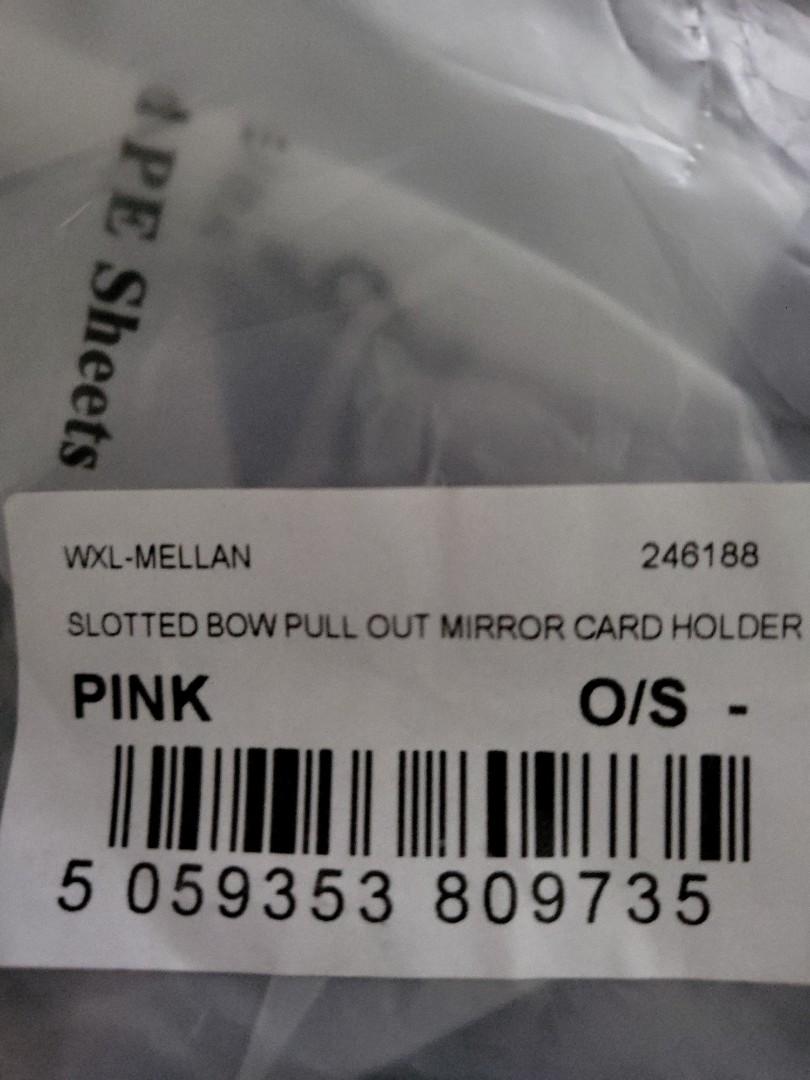 PE Sheets
WXL-MELLAN 246188
SLOTTED BOW PULL OUT MIRROR CARD HOLDER
PINK O/S -
5 059353 809735